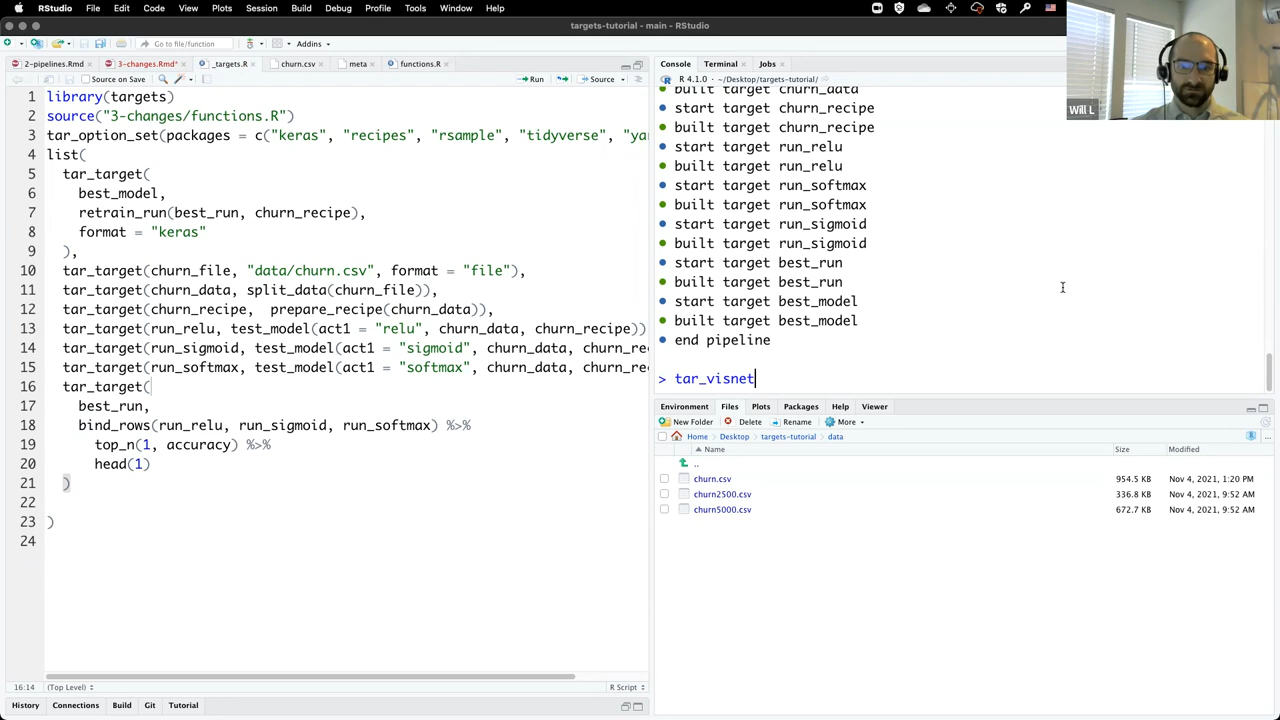 RStudio File Edit Code View Plots Session Build Debug Profile Tools Window Help
targets-tutorial - main - RStudio
Go to file/function Addins
2-pipelines.Rmd 3-changes.Rmd* _targets.R churn.csv meta functions.R
Source on Save Run Source
1 library(targets)
2 source("3-changes/functions.R")
3 tar_option_set(packages = c("keras", "recipes", "rsample", "tidyverse", "ya
4 list(
5 tar_target(
6 best_model,
7 retrain_run(best_run, churn_recipe),
8 format = "keras"
9 ),
10 tar_target(churn_file, "data/churn.csv", format = "file"),
11 tar_target(churn_data, split_data(churn_file)),
12 tar_target(churn_recipe,  prepare_recipe(churn_data)),
13 tar_target(run_relu, test_model(act1 = "relu", churn_data, churn_recipe))
14 tar_target(run_sigmoid, test_model(act1 = "sigmoid", churn_data, churn_re
15 tar_target(run_softmax, test_model(act1 = "softmax", churn_data, churn_re
16 tar_target(
17 best_run,
18 bind_rows(run_relu, run_sigmoid, run_softmax) %>%
19 top_n(1, accuracy) %>%
20 head(1)
21 )
22
23 )
24
16:14 (Top Level) R Script
History Connections Build Git Tutorial
Console Terminal Jobs
R 4.1.0 · ~/Desktop/targets-tutorial/
built target churn_data
start target churn_recipe
built target churn_recipe
start target run_relu
built target run_relu
start target run_softmax
built target run_softmax
start target run_sigmoid
built target run_sigmoid
start target best_run
built target best_run
start target best_model
built target best_model
end pipeline
> tar_visnet
Environment Files Plots Packages Help Viewer
New Folder Delete Rename More
Home Desktop targets-tutorial data
Name Size Modified
..
churn.csv 954.5 KB Nov 4, 2021, 1:20 PM
churn2500.csv 336.8 KB Nov 4, 2021, 9:52 AM
churn5000.csv 672.7 KB Nov 4, 2021, 9:52 AM
Will L